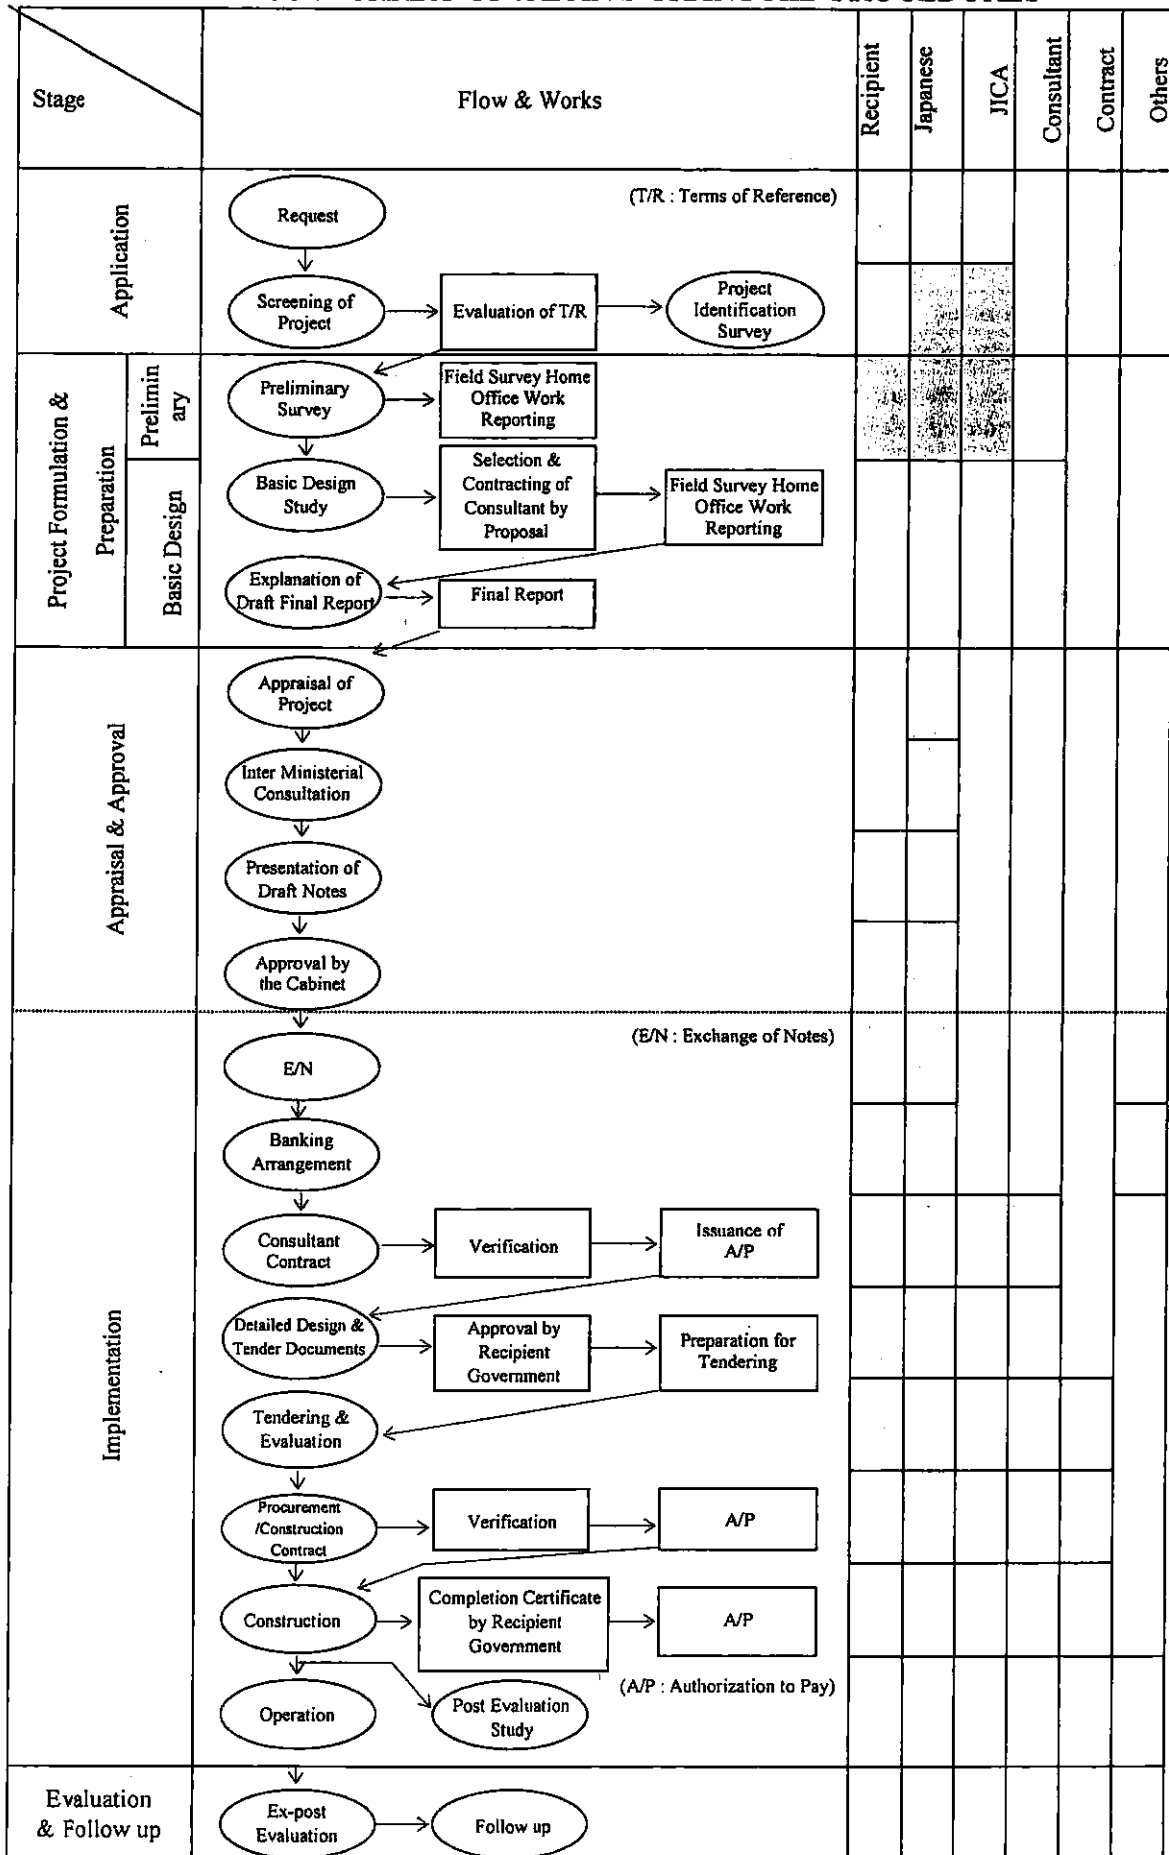 Stage
Flow & Works
Recipient
Japanese
JICA
Consultant
Contract
Others
Application
(T/R : Terms of Reference)
Request
Screening of
Project
Evaluation of T/R
Project
Identification
Survey
Project Formulation &
Preparation
Prelimin
ary
Preliminary
Survey
Field Survey Home
Office Work
Reporting
Basic Design
Basic Design
Study
Selection &
Contracting of
Consultant by
Proposal
Field Survey Home
Office Work
Reporting
Explanation of
Draft Final Report
Final Report
Appraisal & Approval
Appraisal of
Project
Inter Ministerial
Consultation
Presentation of
Draft Notes
Approval by
the Cabinet
Implementation
(E/N : Exchange of Notes)
E/N
Banking
Arrangement
Consultant
Contract
Verification
Issuance of
A/P
Detailed Design &
Tender Documents
Approval by
Recipient
Government
Preparation for
Tendering
Tendering &
Evaluation
Procurement
/Construction
Contract
Verification
A/P
Construction
Completion Certificate
by Recipient
Government
A/P
(A/P : Authorization to Pay)
Operation
Post Evaluation
Study
Evaluation
& Follow up
Ex-post
Evaluation
Follow up